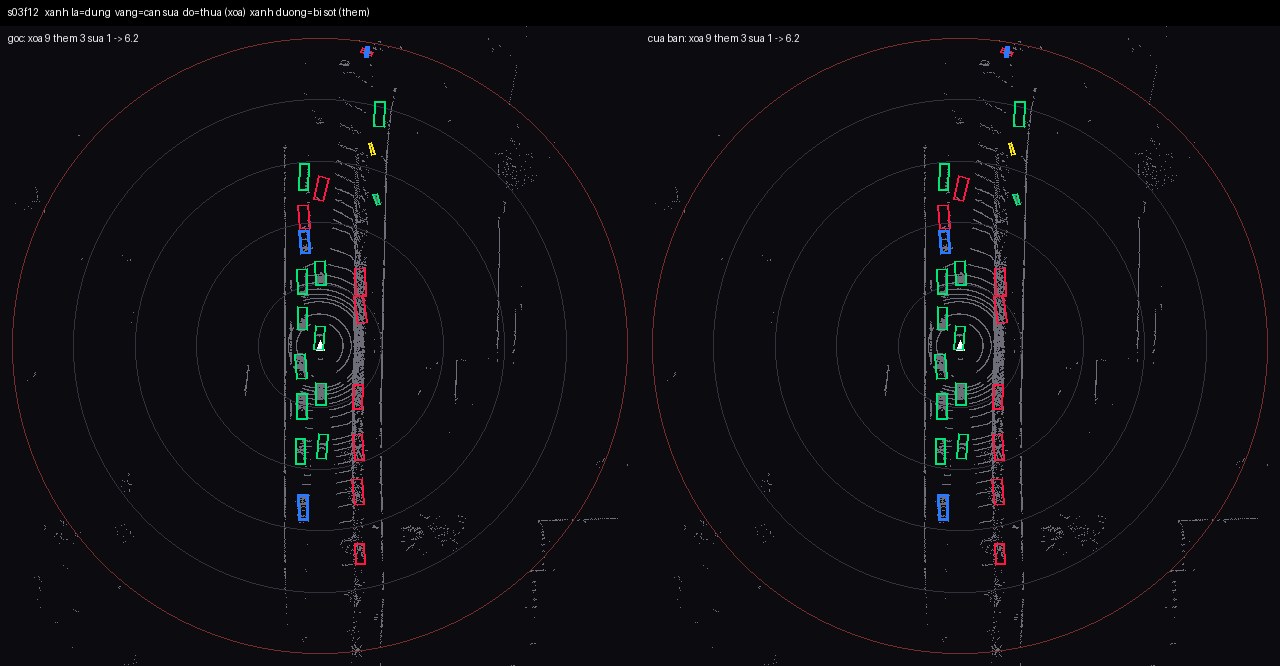 s03f12 xanh la=dung vang=can sua do=thua (xoa) xanh duong=bi sot (them)
goc: xoa 9 them 3 sua 1 -> 6.2
cua ban: xoa 9 them 3 sua 1 -> 6.2